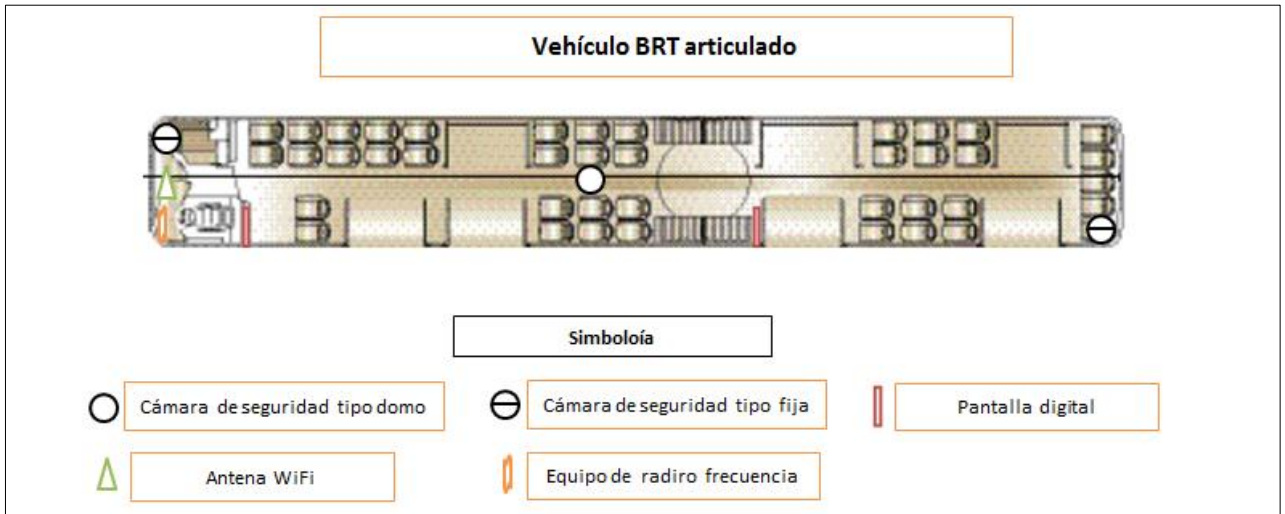 Vehículo BRT articulado
Simboloía
Cámara de seguridad tipo domo
Cámara de seguridad tipo fija
Pantalla digital
Antena WiFi
Equipo de radiro frecuencia